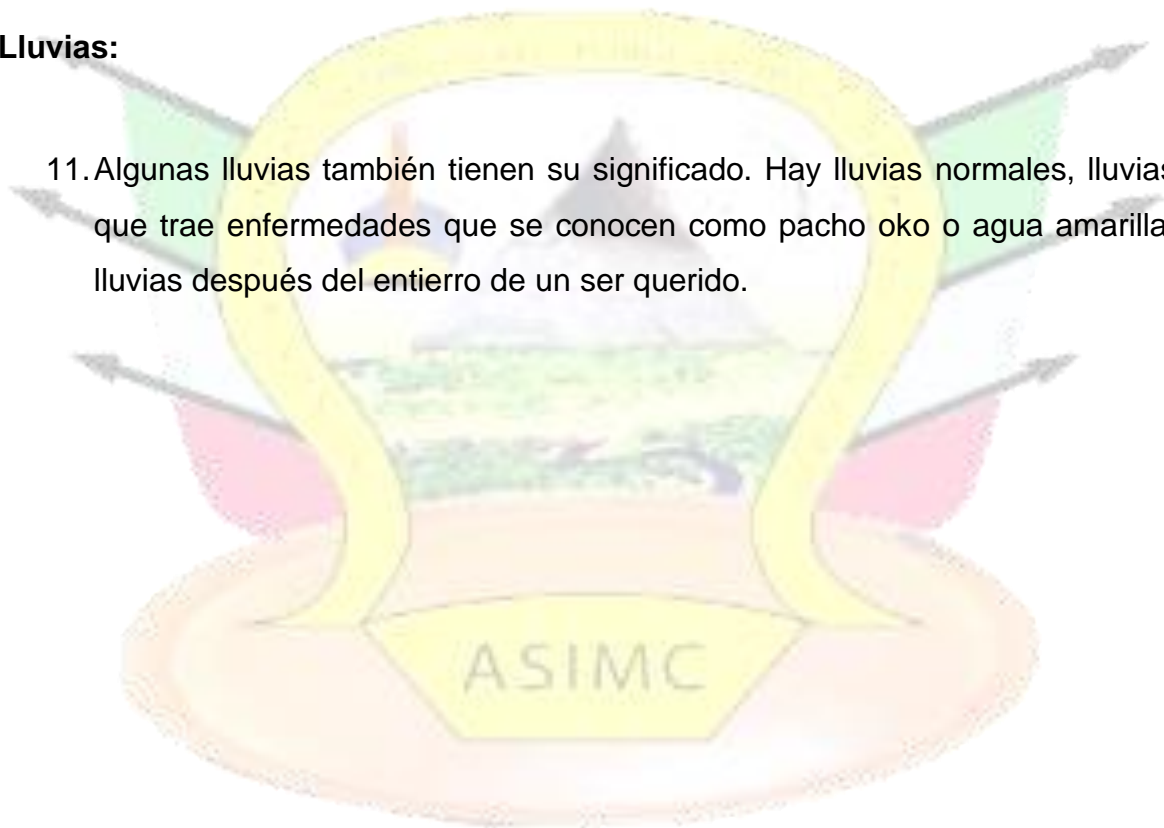 Lluvias:
11. Algunas lluvias también tienen su significado. Hay lluvias normales, lluvias
que trae enfermedades que se conocen como pacho oko o agua amarilla
lluvias después del entierro de un ser querido.
ASIMC